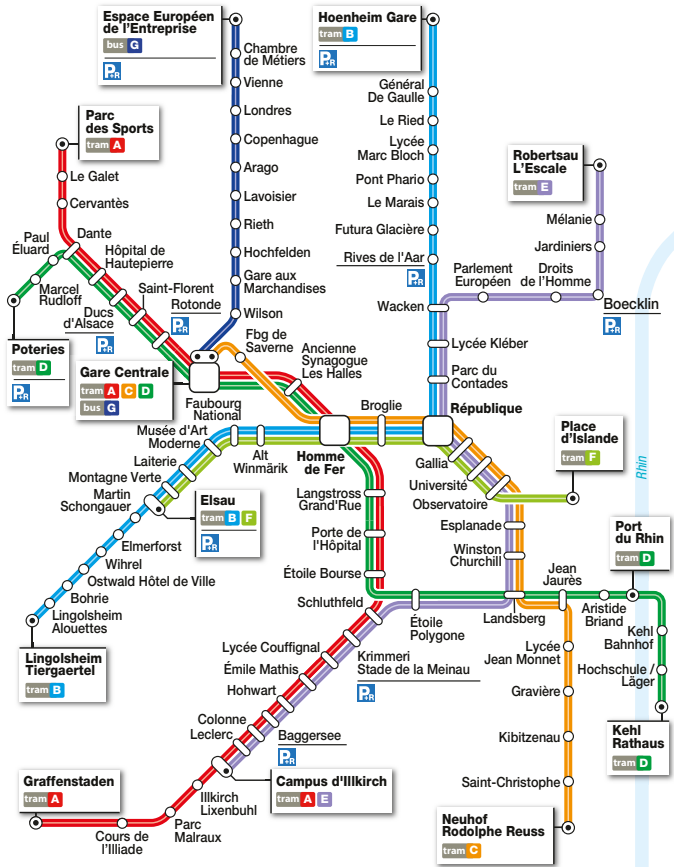 Espace Européen
de l'Entreprise
bus G
P+R
Hoenheim Gare
tram B
P+R
Chambre
de Métiers
Vienne
Londres
Copenhague
Arago
Lavoisier
Rieth
Hochfelden
Gare aux
Marchandises
Wilson
Général
De Gaulle
Le Ried
Lycée
Marc Bloch
Pont Phario
Le Marais
Futura Glacière
Rives de l'Aar
P+R
Wacken
Lycée Kléber
Parc du
Contades
Robertsau
L'Escale
tram E
Mélanie
Jardiniers
Parlement
Européen
Droits
de l'Homme
Boecklin
P+R
Parc
des Sports
tram A
Le Galet
Cervantès
Dante
Hôpital de
Hautepierre
Paul
Éluard
Marcel
Rudloff
Saint-Florent
Rotonde
P+R
Ducs
d'Alsace
P+R
Poteries
tram D
P+R
Gare Centrale
tram A C D
bus G
Fbg de
Saverne
Ancienne
Synagogue
Les Halles
Faubourg
National
Broglie
République
Homme
de Fer
Musée d'Art
Moderne
Alt
Winmärik
Laiterie
Montagne Verte
Martin
Schongauer
Elsau
tram B F
P+R
Elmerforst
Wihrel
Ostwald Hôtel de Ville
Bohrie
Lingolsheim
Alouettes
Lingolsheim
Tiergaertel
tram B
Gallia
Université
Observatoire
Place
d'Islande
tram F
Rhin
Esplanade
Winston
Churchill
Landsberg
Langstross
Grand'Rue
Porte de
l'Hôpital
Étoile Bourse
Schluthfeld
Étoile
Polygone
Jean
Jaurès
Aristide
Briand
Port
du Rhin
tram D
Kehl
Bahnhof
Hochschule /
Läger
Kehl
Rathaus
tram D
Krimmeri
Stade de la Meinau
P+R
Lycée Couffignal
Émile Mathis
Hohwart
Colonne
Leclerc
Baggersee
P+R
Campus d'Illkirch
tram A E
Illkirch
Lixenbuhl
Parc
Malraux
Cours de
l'Illiade
Graffenstaden
tram A
Lycée
Jean Monnet
Gravière
Kibitzenau
Saint-Christophe
Neuhof
Rodolphe Reuss
tram C